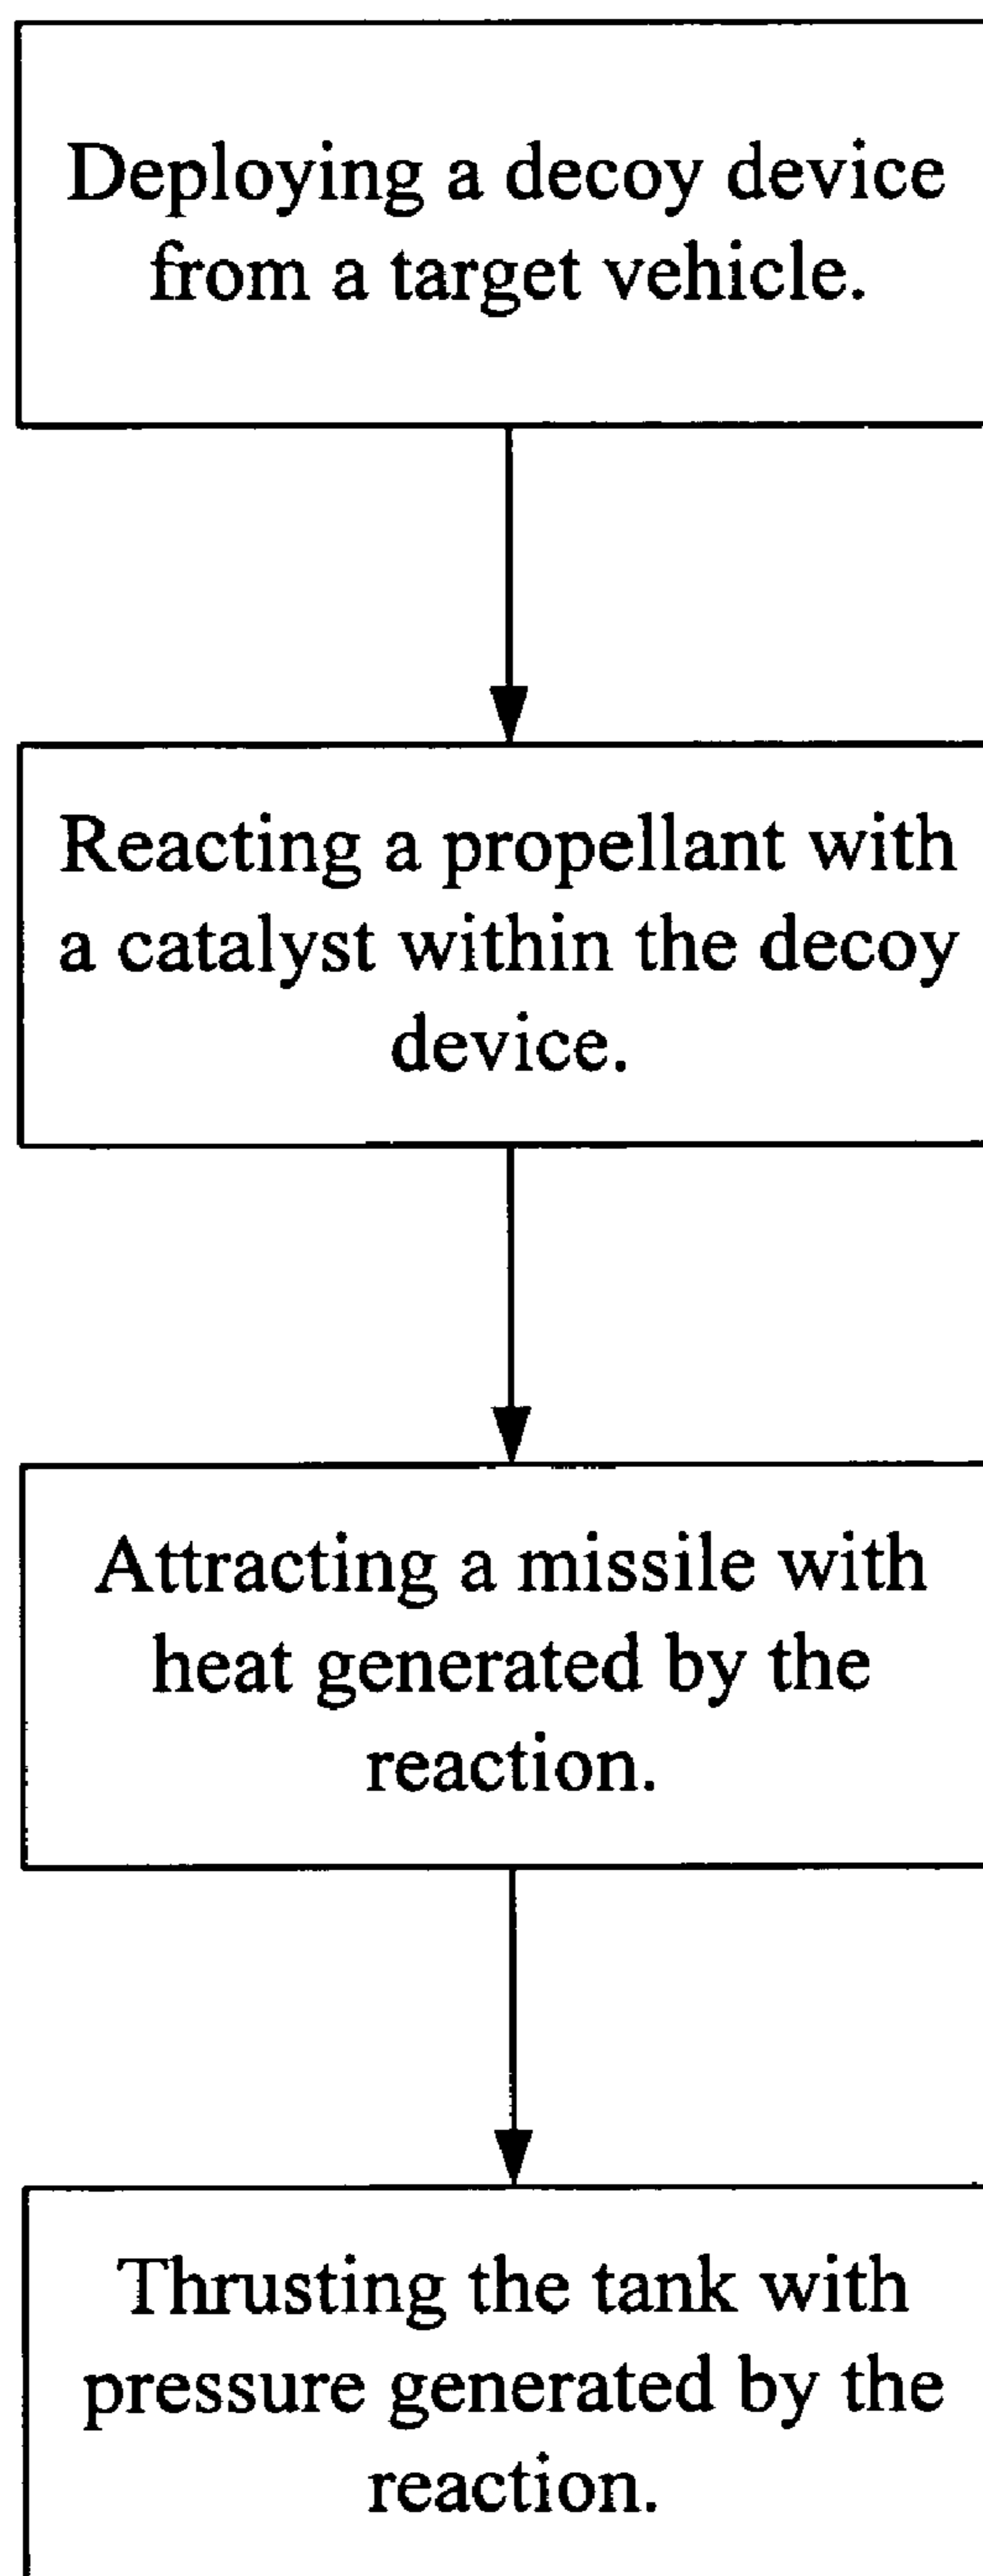 Deploying a decoy device
from a target vehicle.
Reacting a propellant with
a catalyst within the decoy
device.
Attracting a missile with
heat generated by the
reaction.
Thrusting the tank with
pressure generated by the
reaction.